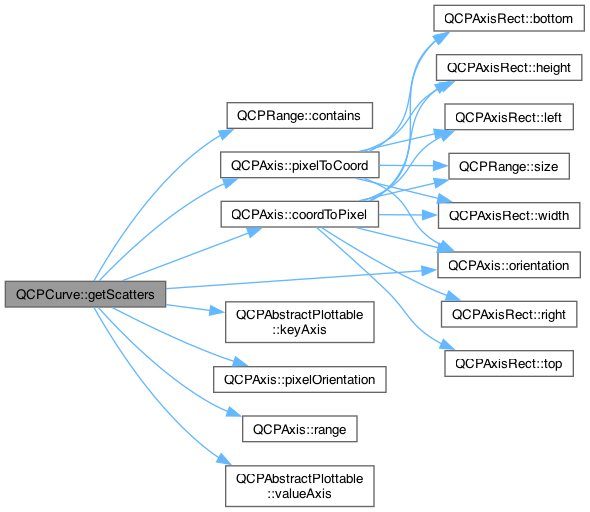 QCPCurve::getScatters
QCPRange::contains
QCPAxis::pixelToCoord
QCPAxis::coordToPixel
QCPAbstractPlottable
::keyAxis
QCPAxis::pixelOrientation
QCPAxis::range
QCPAbstractPlottable
::valueAxis
QCPAxisRect::bottom
QCPAxisRect::height
QCPAxisRect::left
QCPRange::size
QCPAxisRect::width
QCPAxis::orientation
QCPAxisRect::right
QCPAxisRect::top